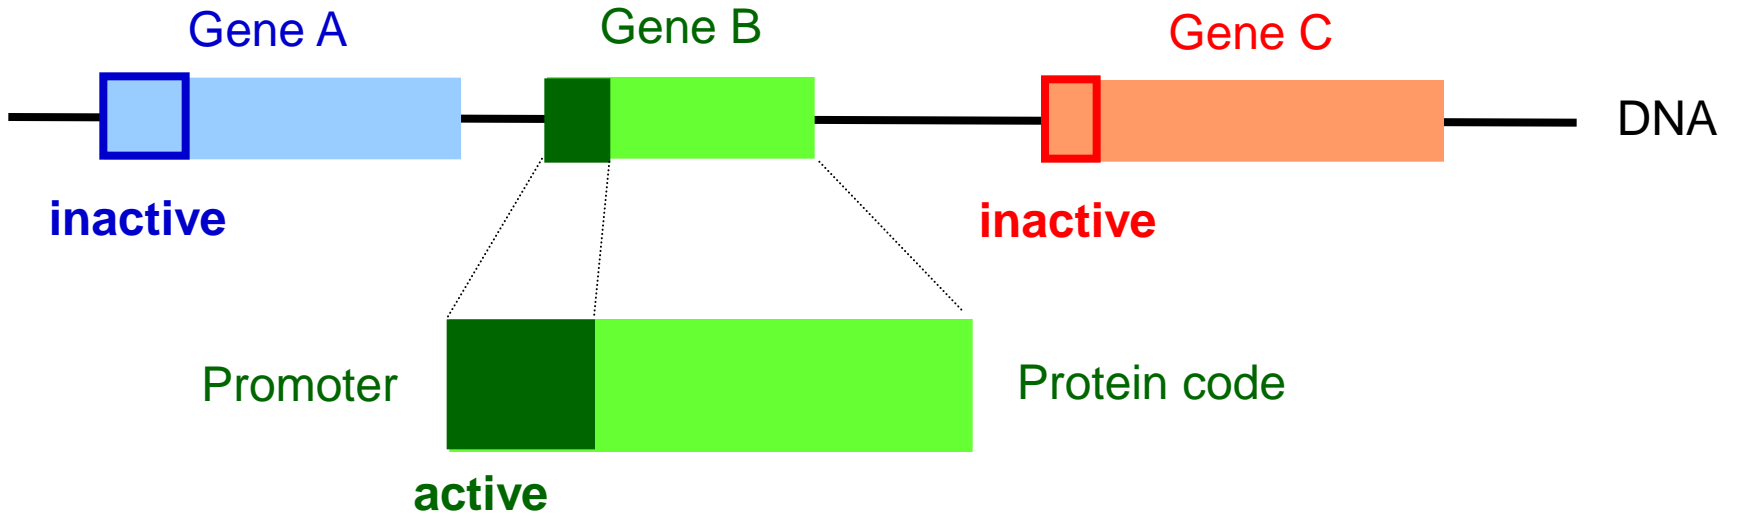 Gene A
Gene B
Gene C
DNA
inactive
inactive
Promoter
Protein code
active